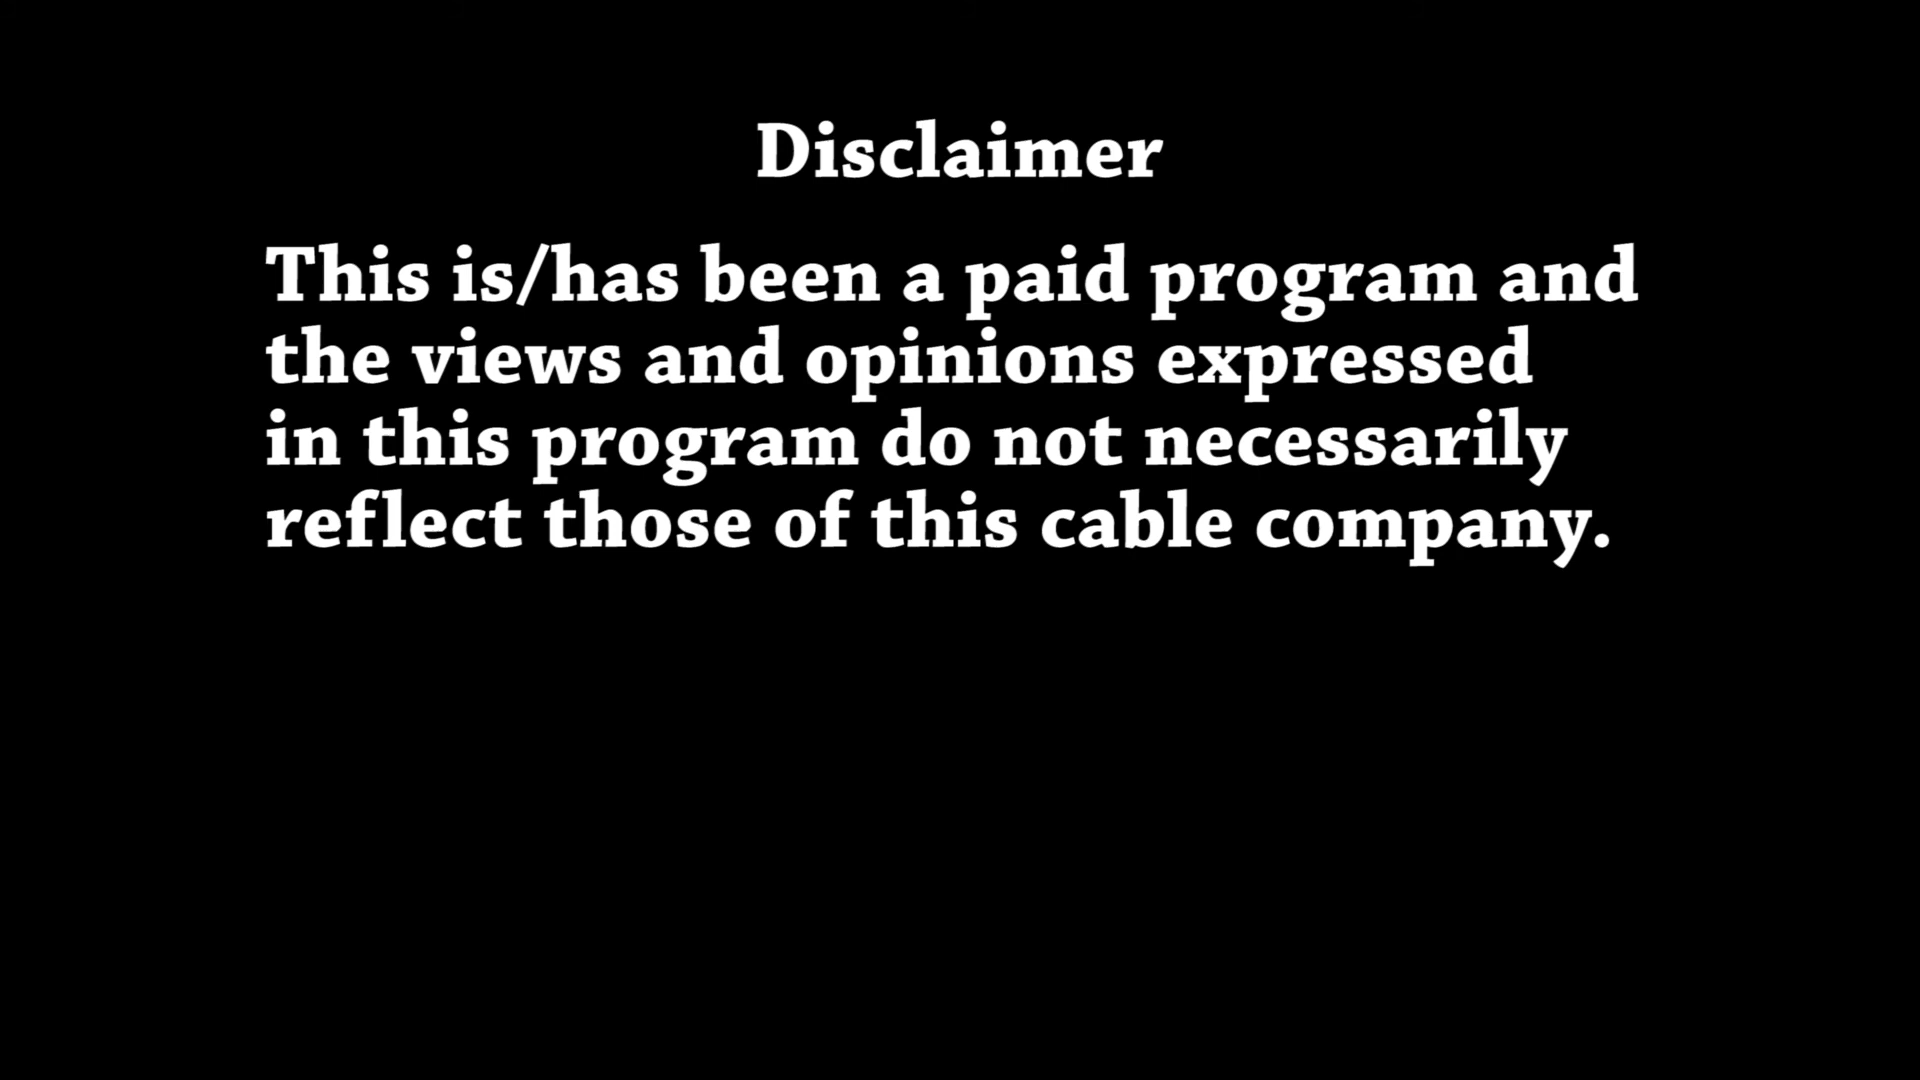 Disclaimer
This is/has been a paid program and
the views and opinions expressed
in this program do not necessarily
reflect those of this cable company.